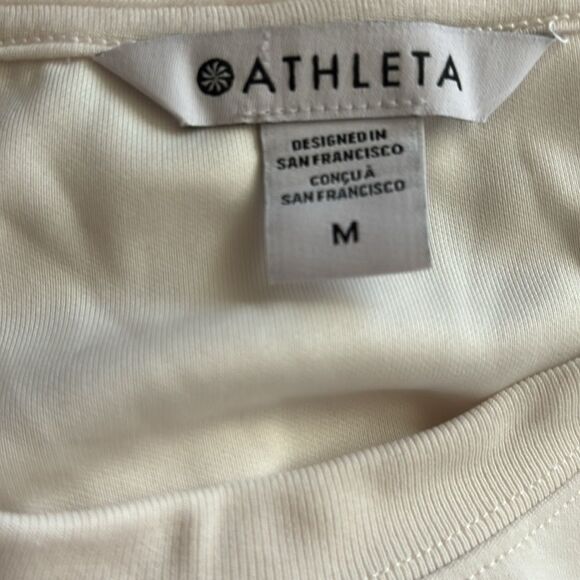 ATHLETA
DESIGNED IN
SAN FRANCISCO
CONÇU À
SAN FRANCISCO
M